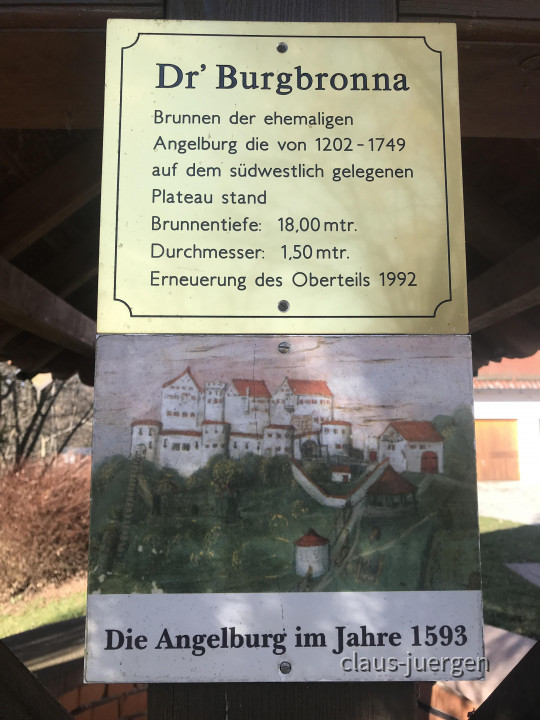 Dr' Burgbronna
Brunnen der ehemaligen
Angelburg die von 1202-1749
auf dem südwestlich gelegenen
Plateau stand
Brunnentiefe: 18,00 mtr.
Durchmesser: 1,50 mtr.
Erneuerung des Oberteils 1992
Die Angelburg im Jahre 1593
claus-juergen